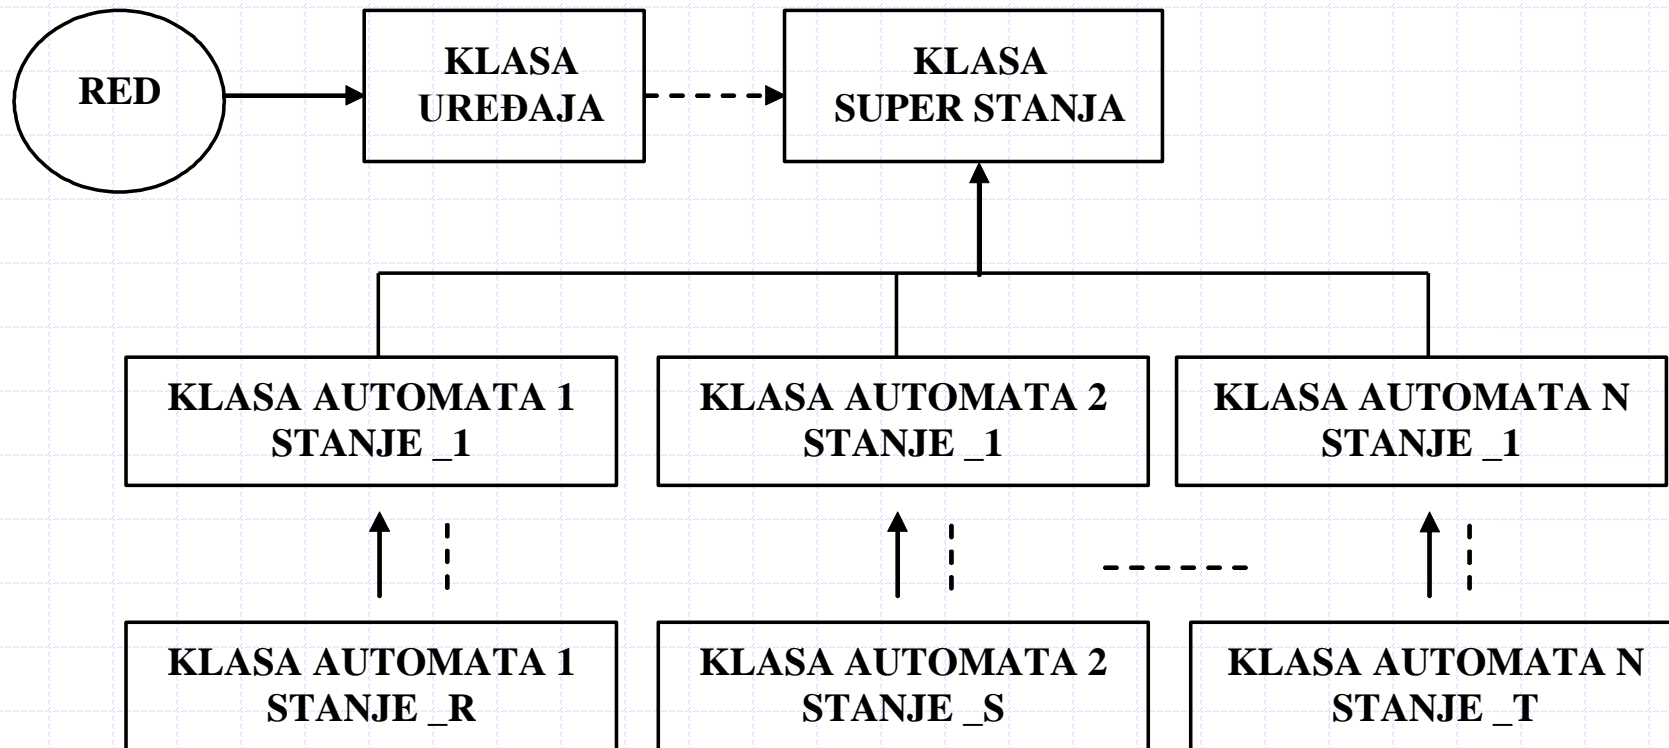 RED
KLASA
UREĐAJA
KLASA
SUPER STANJA
KLASA AUTOMATA 1
STANJE _1
KLASA AUTOMATA 2
STANJE _1
KLASA AUTOMATA N
STANJE _1
KLASA AUTOMATA 1
STANJE _R
KLASA AUTOMATA 2
STANJE _S
KLASA AUTOMATA N
STANJE _T